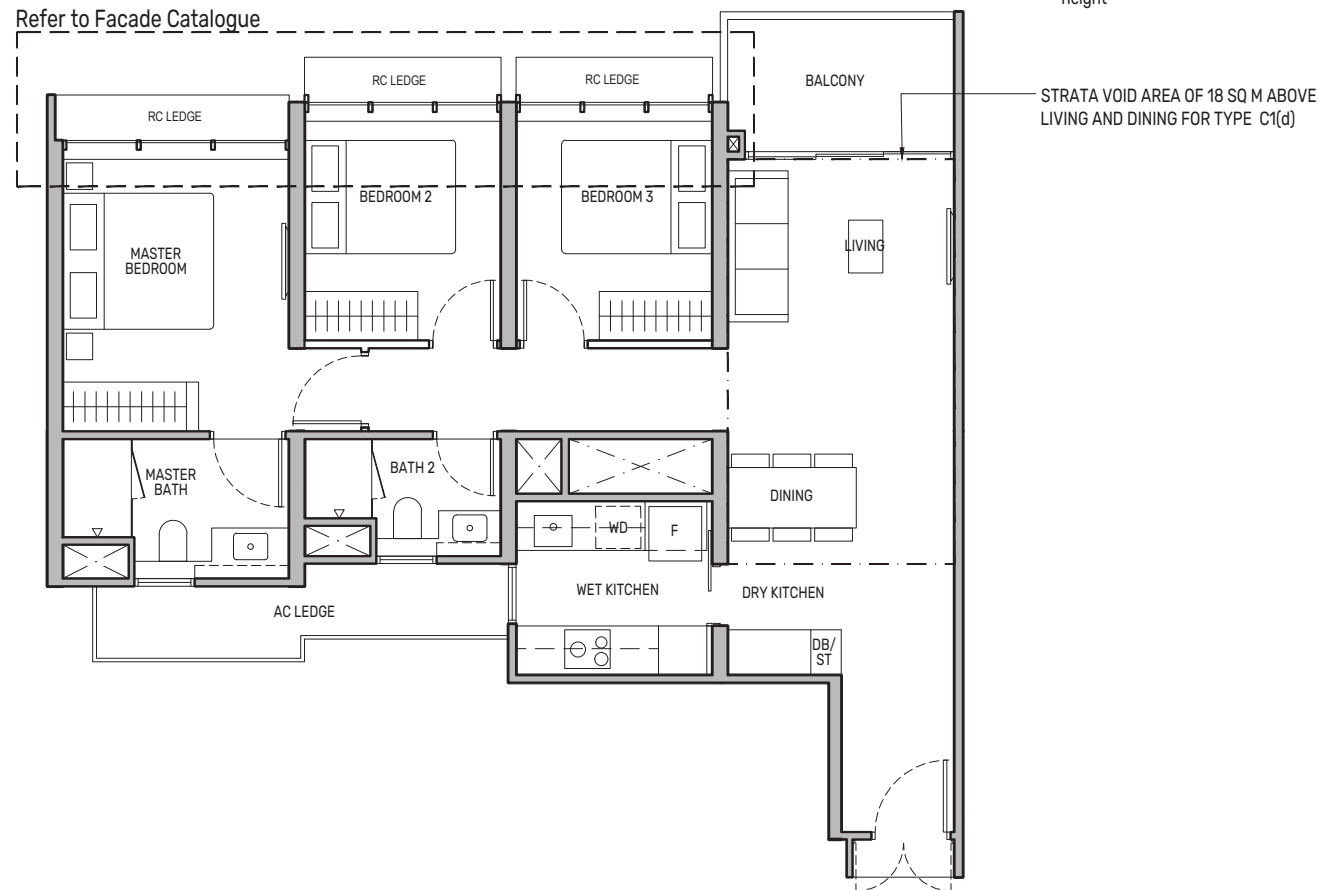 height
Refer to Facade Catalogue
RC LEDGE
RC LEDGE
RC LEDGE
BALCONY
STRATA VOID AREA OF 18 SQ M ABOVE
LIVING AND DINING FOR TYPE C1(d)
MASTER
BEDROOM
BEDROOM 2
BEDROOM 3
LIVING
MASTER
BATH
BATH 2
DINING
WD
F
WET KITCHEN
DRY KITCHEN
AC LEDGE
DB/
ST